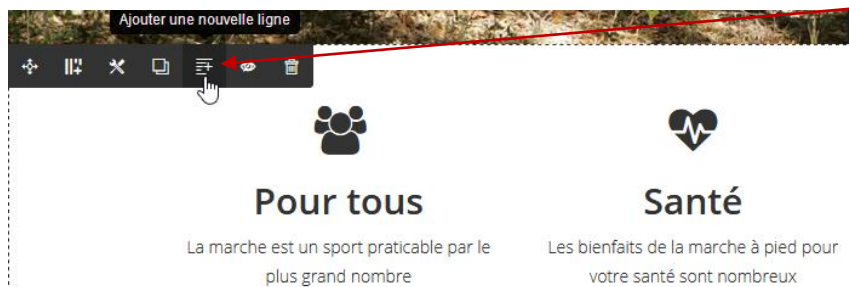 Ajouter une nouvelle ligne
Pour tous
Santé
La marche est un sport praticable par le
plus grand nombre
Les bienfaits de la marche à pied pour
votre santé sont nombreux